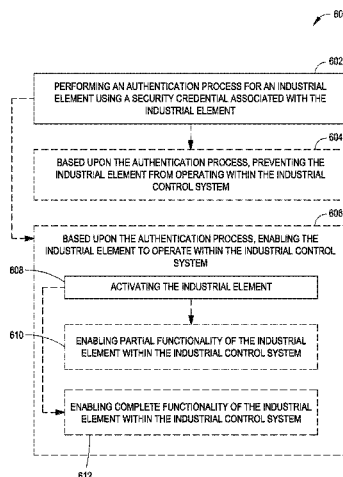 60
602
PERFORMING AN AUTHENTICATION PROCESS FOR AN INDUSTRIAL
ELEMENT USING A SECURITY CREDENTIAL ASSOCIATED WITH THE
INDUSTRIAL ELEMENT
604
BASED UPON THE AUTHENTICATION PROCESS, PREVENTING THE
INDUSTRIAL ELEMENT FROM OPERATING WITHIN THE INDUSTRIAL
CONTROL SYSTEM
606
BASED UPON THE AUTHENTICATION PROCESS, ENABLING THE
INDUSTRIAL ELEMENT TO OPERATE WITHIN THE INDUSTRIAL CONTROL
SYSTEM
608
ACTIVATING THE INDUSTRIAL ELEMENT
610
ENABLING PARTIAL FUNCTIONALITY OF THE INDUSTRIAL
ELEMENT WITHIN THE INDUSTRIAL CONTROL SYSTEM
ENABLING COMPLETE FUNCTIONALITY OF THE INDUSTRIAL
ELEMENT WITHIN THE INDUSTRIAL CONTROL SYSTEM
612